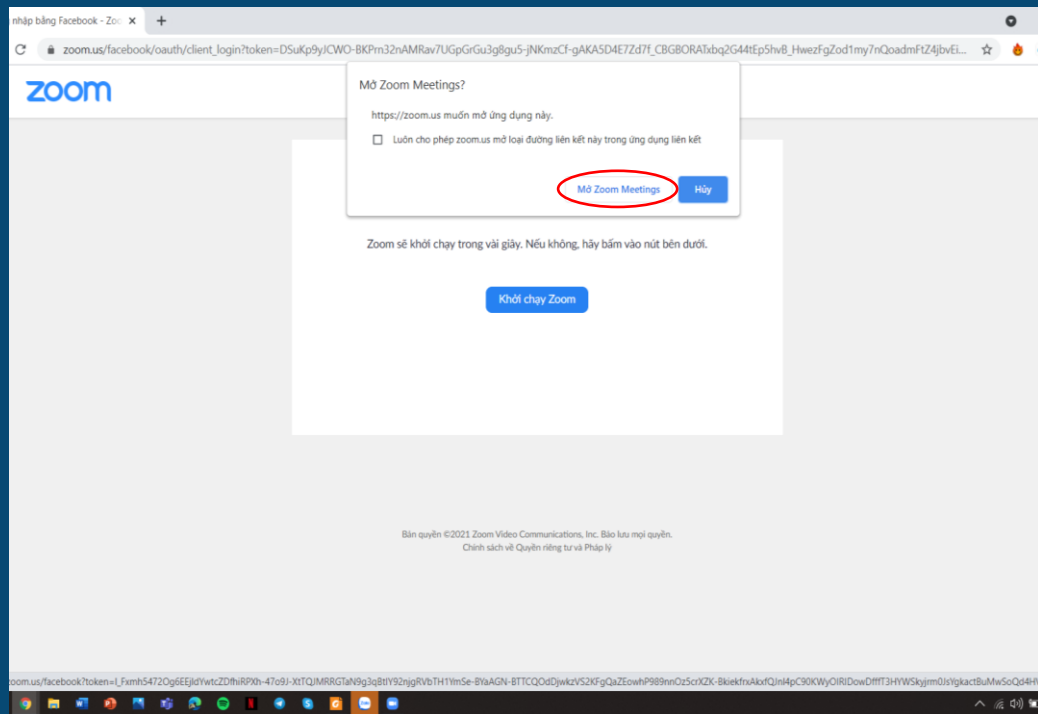 nhập bằng Facebook - Zoo
zoom.us/facebook/oauth/client_login?token=
zoom
Mở Zoom Meetings?
https://zoom.us muốn mở ứng dụng này.
Luôn cho phép zoom.us mở loại đường liên kết này trong ứng dụng liên kết
Mở Zoom Meetings
Hủy
Zoom sẽ khởi chạy trong vài giây. Nếu không, hãy bấm vào nút bên dưới.
Khởi chạy Zoom
Bản quyền ©2021 Zoom Video Communications, Inc. Bảo lưu mọi quyền.
Chính sách về Quyền riêng tư và Pháp lý